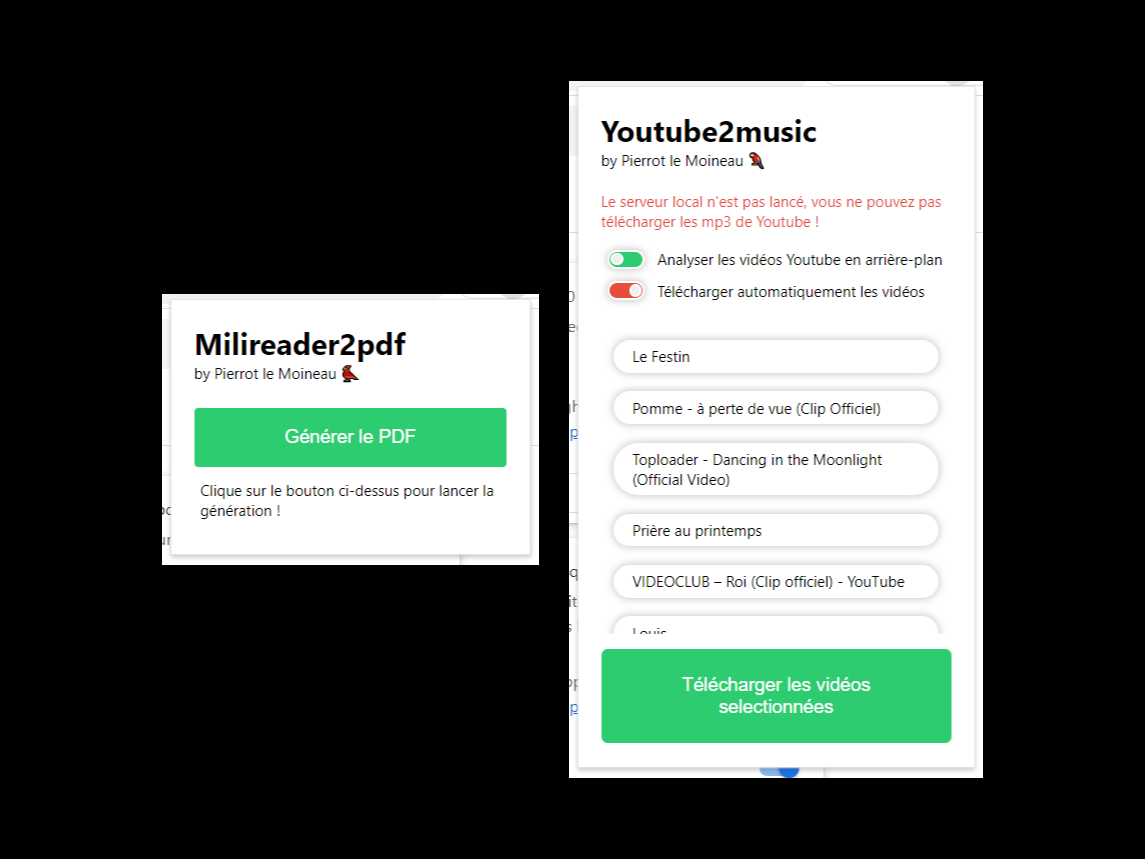 Milireader2pdf
by Pierrot le Moineau
Générer le PDF
Clique sur le bouton ci-dessus pour lancer la
génération !
Youtube2music
by Pierrot le Moineau
Le serveur local n'est pas lancé, vous ne pouvez pas
télécharger les mp3 de Youtube !
Analyser les vidéos Youtube en arrière-plan
Télécharger automatiquement les vidéos
Le Festin
Pomme - à perte de vue (Clip Officiel)
Toploader - Dancing in the Moonlight
(Official Video)
Prière au printemps
VIDEOCLUB – Roi (Clip officiel) - YouTube
Louis
Télécharger les vidéos
selectionnées